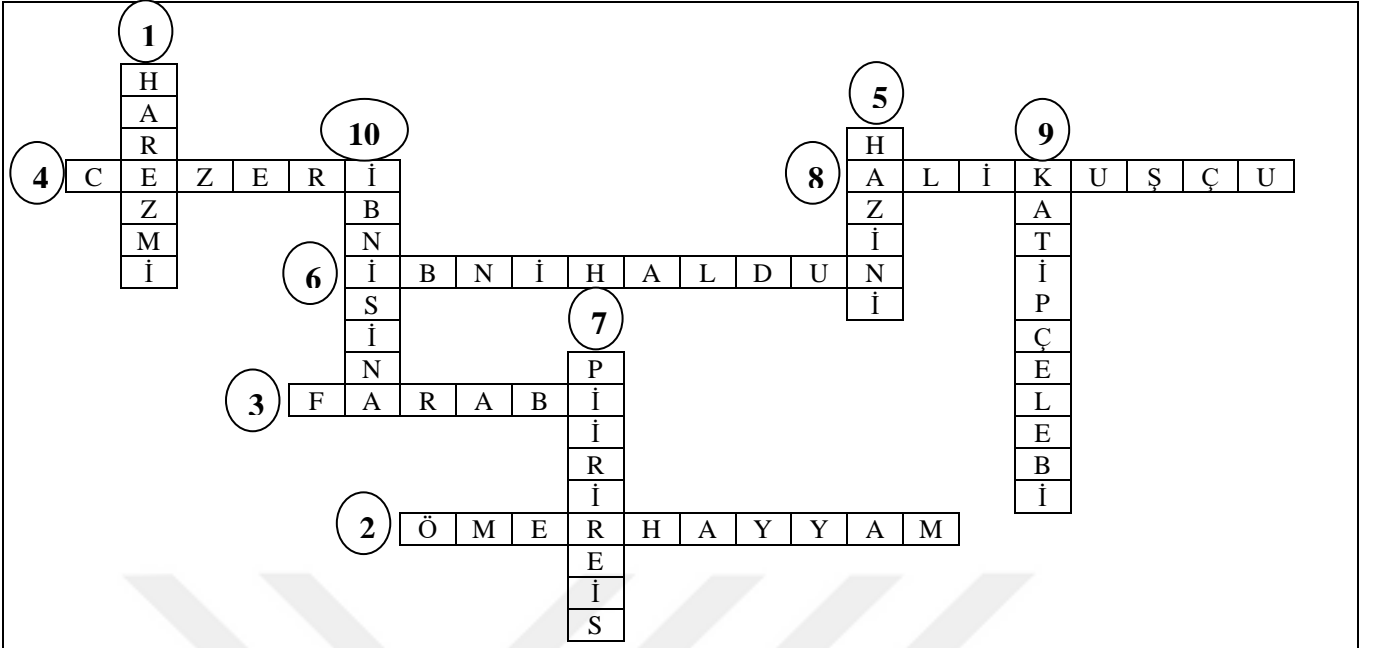 1 HAREZMİ
10 İBNİSİNA
5 HAZİNİ
9 KATİPÇELEBİ
4 CEZERİ
8 ALİKUŞÇU
6 İBNİHALDUN
7 PİİRİREİS
3 FARABİ
2 ÖMERHAYYAM